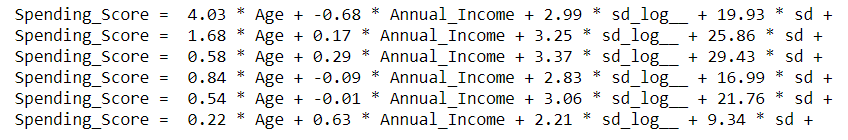 Spending_Score =  4.03 * Age + -0.68 * Annual_Income + 2.99 * sd_log__ + 19.93 * sd +
Spending_Score =  1.68 * Age + 0.17 * Annual_Income + 3.25 * sd_log__ + 25.86 * sd +
Spending_Score =  0.58 * Age + 0.29 * Annual_Income + 3.37 * sd_log__ + 29.43 * sd +
Spending_Score =  0.84 * Age + -0.09 * Annual_Income + 2.83 * sd_log__ + 16.99 * sd +
Spending_Score =  0.54 * Age + -0.01 * Annual_Income + 3.06 * sd_log__ + 21.76 * sd +
Spending_Score =  0.22 * Age + 0.63 * Annual_Income + 2.21 * sd_log__ + 9.34 * sd +